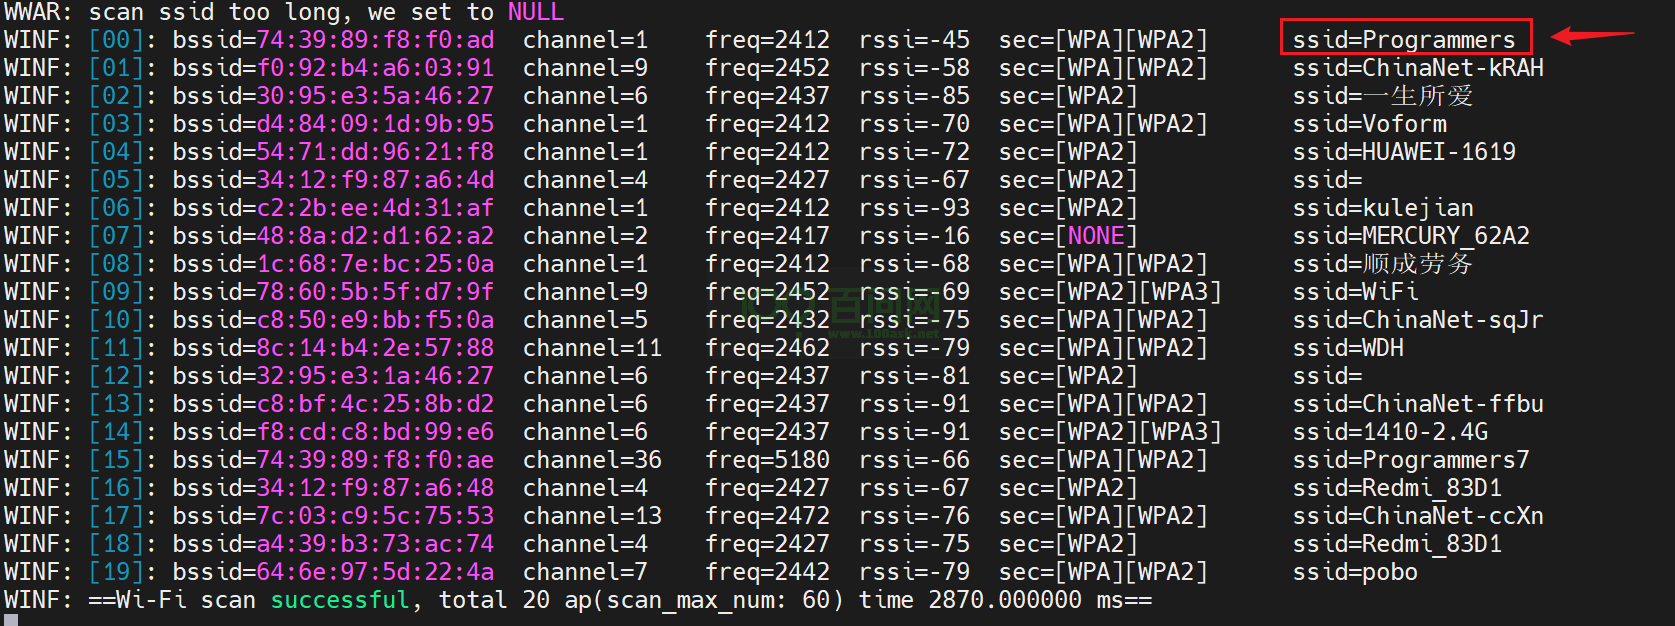 WWAR: scan ssid too long, we set to NULL
WINF: [00]: bssid=74:39:89:f8:f0:ad channel=1 freq=2412 rssi=-45 sec=[WPA][WPA2] ssid=Programmers
WINF: [01]: bssid=f0:92:b4:a6:03:91 channel=9 freq=2452 rssi=-58 sec=[WPA][WPA2] ssid=ChinaNet-kRAH
WINF: [02]: bssid=30:95:e3:5a:46:27 channel=6 freq=2437 rssi=-85 sec=[WPA2] ssid=一生所爱
WINF: [03]: bssid=d4:84:09:1d:9b:95 channel=1 freq=2412 rssi=-70 sec=[WPA][WPA2] ssid=Voform
WINF: [04]: bssid=54:71:dd:96:21:f8 channel=1 freq=2412 rssi=-72 sec=[WPA2] ssid=HUAWEI-1619
WINF: [05]: bssid=34:12:f9:87:a6:4d channel=4 freq=2427 rssi=-67 sec=[WPA2] ssid=
WINF: [06]: bssid=c2:2b:ee:4d:31:af channel=1 freq=2412 rssi=-93 sec=[WPA2] ssid=kulejian
WINF: [07]: bssid=48:8a:d2:d1:62:a2 channel=2 freq=2417 rssi=-16 sec=[NONE] ssid=MERCURY_62A2
WINF: [08]: bssid=1c:68:7e:bc:25:0a channel=1 freq=2412 rssi=-68 sec=[WPA][WPA2] ssid=顺成劳务
WINF: [09]: bssid=78:60:5b:5f:d7:9f channel=9 freq=2452 rssi=-69 sec=[WPA2][WPA3] ssid=WiFi
WINF: [10]: bssid=c8:50:e9:bb:f5:0a channel=5 freq=2432 rssi=-75 sec=[WPA][WPA2] ssid=ChinaNet-sqJr
WINF: [11]: bssid=8c:14:b4:2e:57:88 channel=11 freq=2462 rssi=-79 sec=[WPA][WPA2] ssid=WDH
WINF: [12]: bssid=32:95:e3:1a:46:27 channel=6 freq=2437 rssi=-81 sec=[WPA2] ssid=
WINF: [13]: bssid=c8:bf:4c:25:8b:d2 channel=6 freq=2437 rssi=-91 sec=[WPA][WPA2] ssid=ChinaNet-ffbu
WINF: [14]: bssid=f8:cd:c8:bd:99:e6 channel=6 freq=2437 rssi=-91 sec=[WPA2][WPA3] ssid=1410-2.4G
WINF: [15]: bssid=74:39:89:f8:f0:ae channel=36 freq=5180 rssi=-66 sec=[WPA][WPA2] ssid=Programmers7
WINF: [16]: bssid=34:12:f9:87:a6:48 channel=4 freq=2427 rssi=-67 sec=[WPA2] ssid=Redmi_83D1
WINF: [17]: bssid=7c:03:c9:5c:75:53 channel=13 freq=2472 rssi=-76 sec=[WPA][WPA2] ssid=ChinaNet-ccXn
WINF: [18]: bssid=a4:39:b3:73:ac:74 channel=4 freq=2427 rssi=-75 sec=[WPA2] ssid=Redmi_83D1
WINF: [19]: bssid=64:6e:97:5d:22:4a channel=7 freq=2442 rssi=-79 sec=[WPA][WPA2] ssid=pobo
WINF: ==Wi-Fi scan successful, total 20 ap(scan_max_num: 60) time 2870.000000 ms==
百问网
www.100ask.net